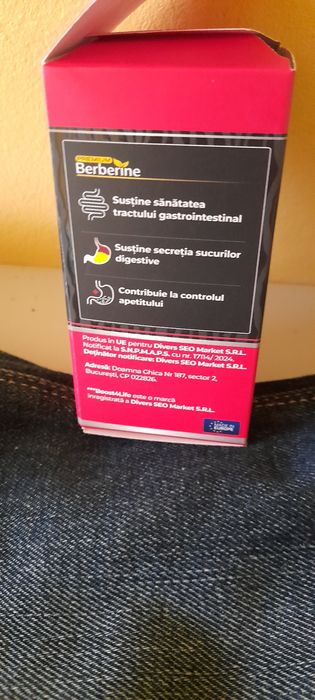 PREMIUM
Berberine
Susține sănătatea
tractului gastrointestinal
Susține secreția sucurilor
digestive
Contribuie la controlul
apetitului
Produs în UE pentru Divers SEO Market S.R.L.
Notificat la S.N.P.M.A.P.S. cu nr. 17114/ 2024.
Deținător notificare: Divers SEO Market S.R.L.
Adresă: Doamna Ghica Nr 187, sector 2,
București, CP 022826.
***Boost4Life este o marcă
înregistrată a Divers SEO Market S.R.L.
MADE IN
EUROPE